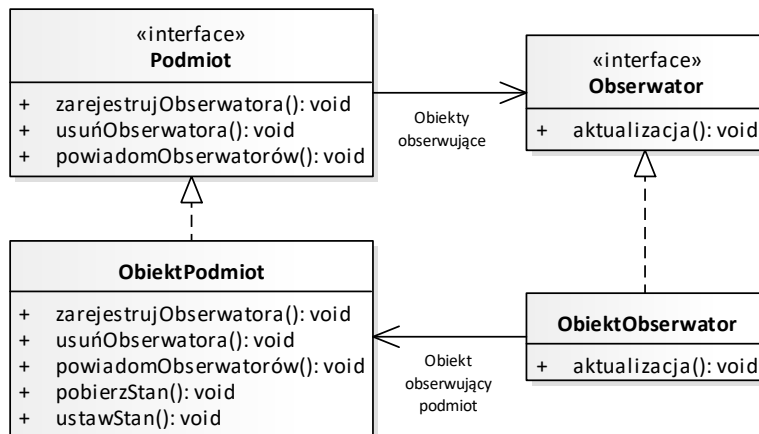 «interface»
Podmiot
+ zarejestrujObserwatora(): void
+ usuńObserwatora(): void
+ powiadomObserwatorów(): void
«interface»
Obserwator
+ aktualizacja(): void
Obiekty
obserwujące
ObiektPodmiot
+ zarejestrujObserwatora(): void
+ usuńObserwatora(): void
+ powiadomObserwatorów(): void
+ pobierzStan(): void
+ ustawStan(): void
ObiektObserwator
+ aktualizacja(): void
Obiekt
obserwujący
podmiot